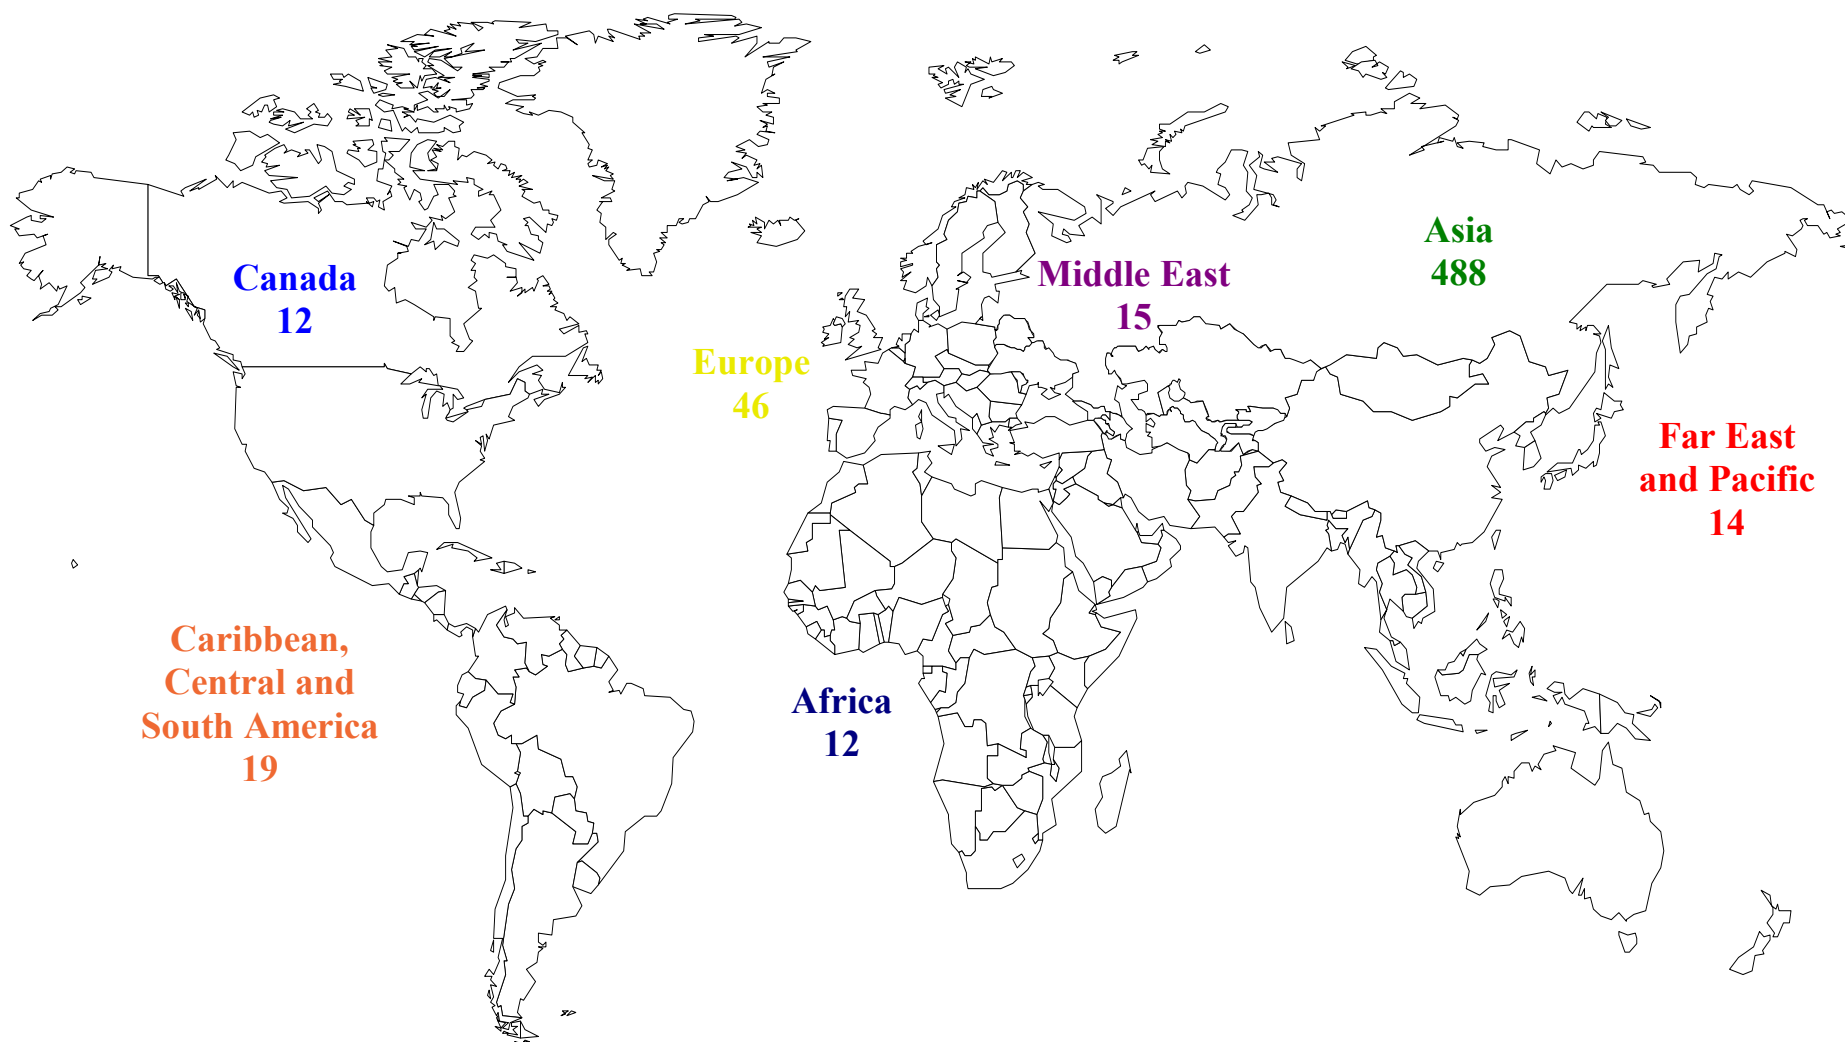 Canada
12
Europe
46
Middle East
15
Asia
488
Far East
and Pacific
14
Caribbean,
Central and
South America
19
Africa
12